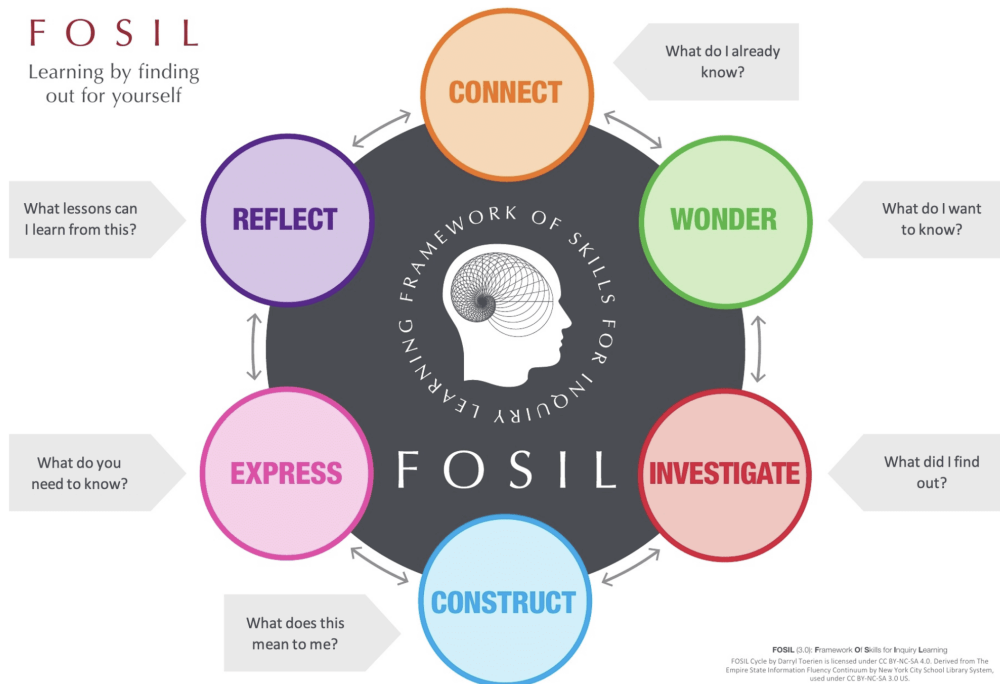 FOSIL
Learning by finding
out for yourself
CONNECT
What do I already
know?
REFLECT
What lessons can
I learn from this?
WONDER
What do I want
to know?
FRAMEWORK OF SKILLS FOR INQUIRY LEARNING
EXPRESS
What do you
need to know?
FOSIL
INVESTIGATE
What did I find
out?
CONSTRUCT
What does this
mean to me?
FOSIL (3.0): Framework Of Skills for Inquiry Learning
FOSIL Cycle by Darryl Toerien is licensed under CC BY-NC-SA 4.0. Derived from The
Empire State Information Fluency Continuum by New York City School Library System,
used under CC BY-NC-SA 3.0 US.